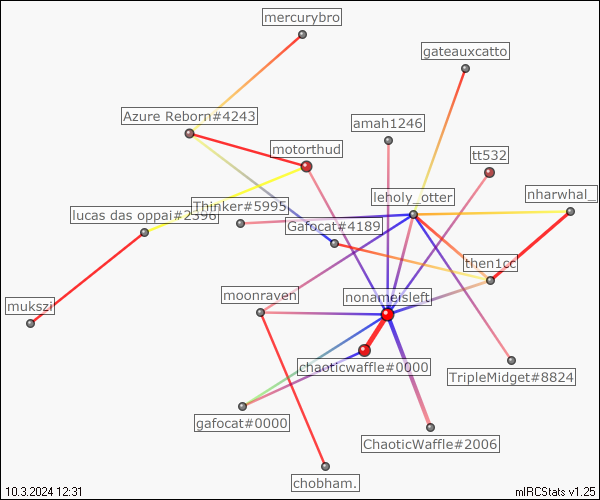 mercurybro
gateauxcatto
Azure Reborn#4243
amah1246
motorthud
tt532
leholy_otter
nharwhal_
Thinker#5995
lucas das oppai#2396
Gafocat#4189
then1cc
moonraven
nonameisleft
mukszi
chaoticwaffle#0000
TripleMidget#8824
gafocat#0000
ChaoticWaffle#2006
chobham.
10.3.2024 12:31
mIRCStats v1.25